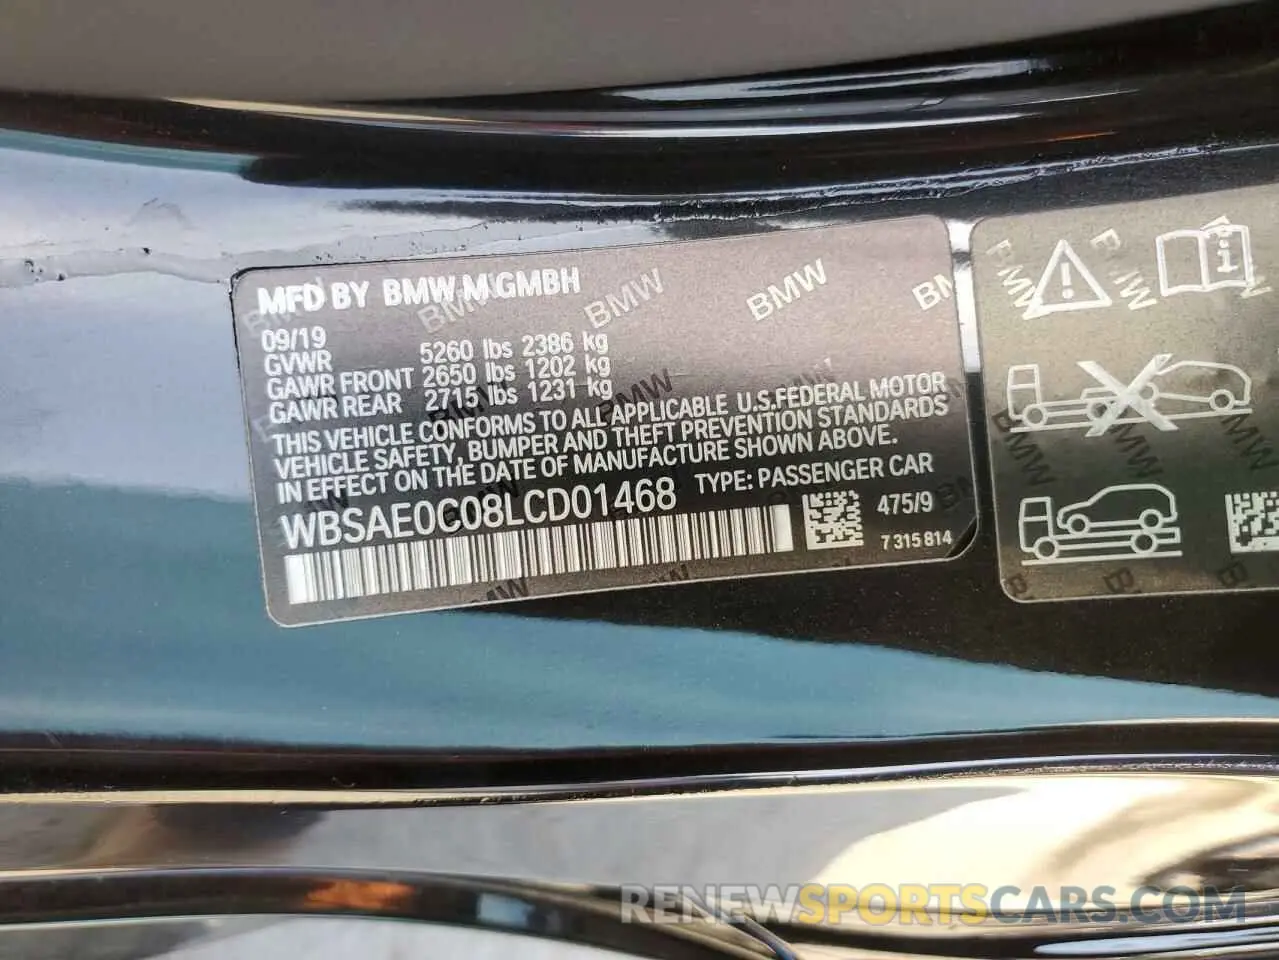 MFD BY BMW M GMBH
09/19
GVWR 5260 lbs 2386 kg
GAWR FRONT 2650 lbs 1202 kg
GAWR REAR 2715 lbs 1231 kg
THIS VEHICLE CONFORMS TO ALL APPLICABLE U.S.FEDERAL MOTOR
VEHICLE SAFETY, BUMPER AND THEFT PREVENTION STANDARDS
IN EFFECT ON THE DATE OF MANUFACTURE SHOWN ABOVE.
WBSAE0C08LCD01468 TYPE: PASSENGER CAR
475/9
7 315 814
RENEWSPORTSCARS.COM